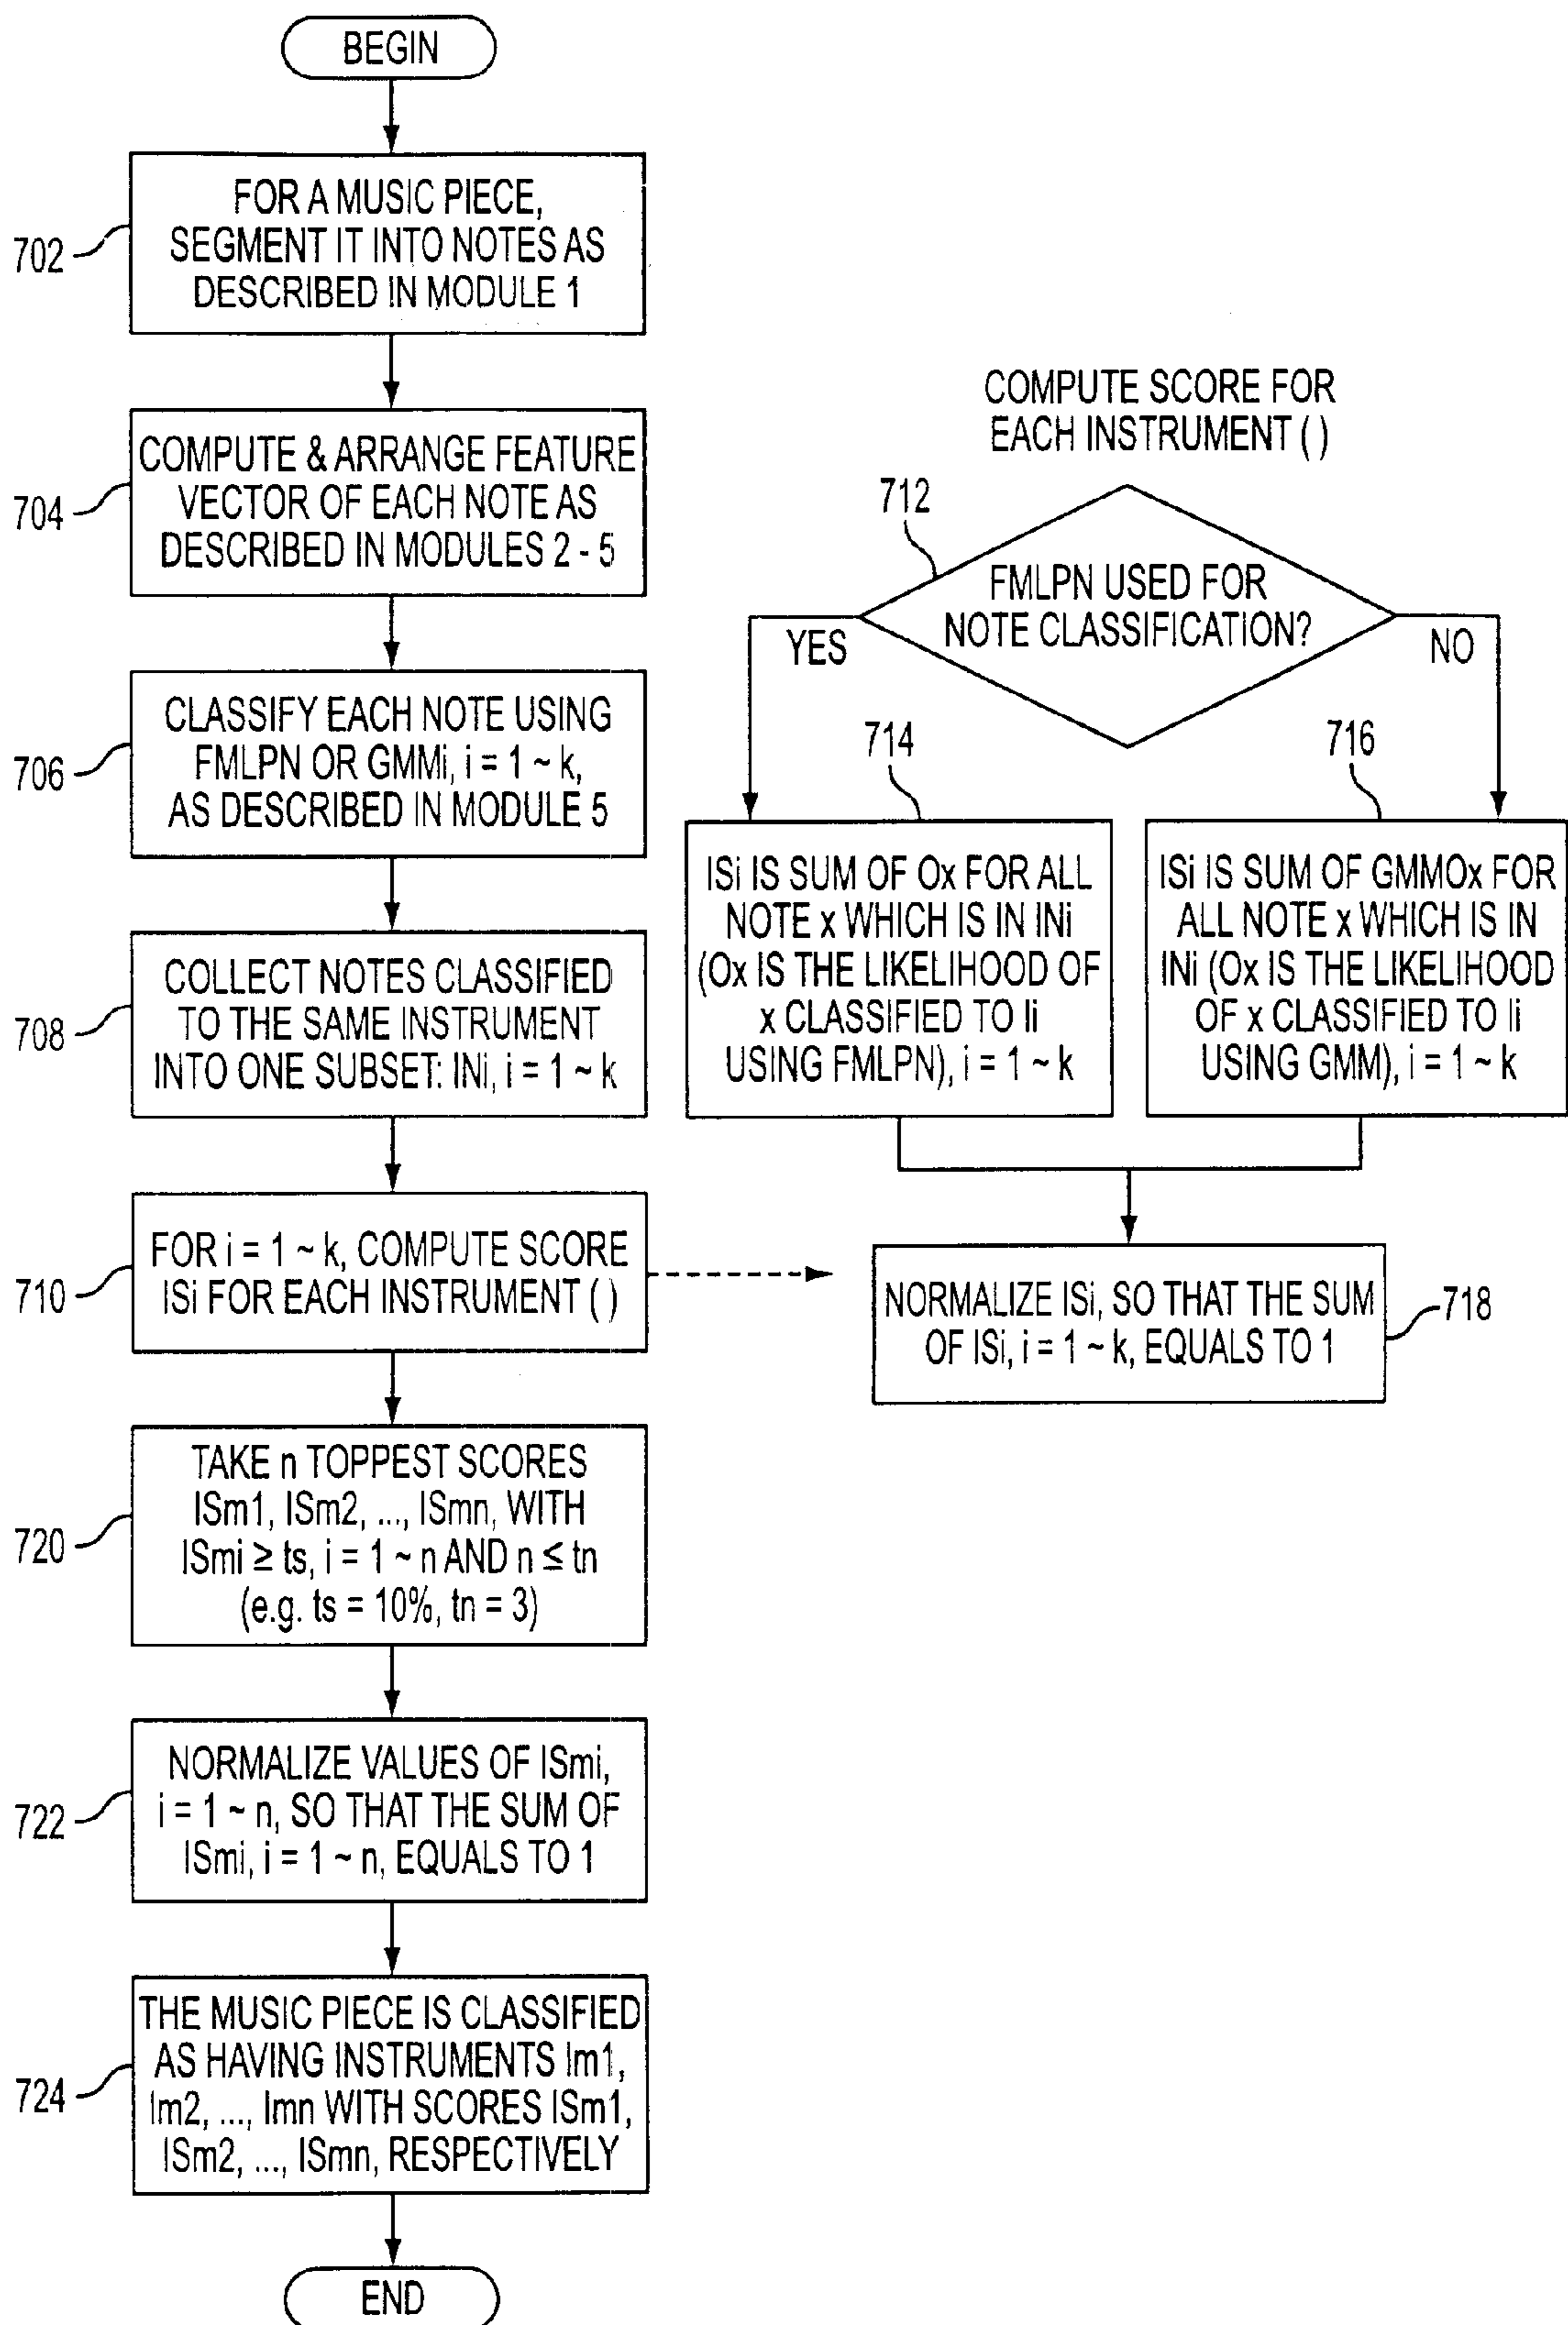 BEGIN
702
FOR A MUSIC PIECE,
SEGMENT IT INTO NOTES AS
DESCRIBED IN MODULE 1
704
COMPUTE & ARRANGE FEATURE
VECTOR OF EACH NOTE AS
DESCRIBED IN MODULES 2 - 5
706
CLASSIFY EACH NOTE USING
FMLPN OR GMMi, i = 1 ~ k,
AS DESCRIBED IN MODULE 5
708
COLLECT NOTES CLASSIFIED
TO THE SAME INSTRUMENT
INTO ONE SUBSET: INi, i = 1 ~ k
710
FOR i = 1 ~ k, COMPUTE SCORE
ISi FOR EACH INSTRUMENT ( )
720
TAKE n TOPPEST SCORES
ISm1, ISm2, ..., ISmn, WITH
ISmi ≥ ts, i = 1 ~ n AND n ≤ tn
(e.g. ts = 10%, tn = 3)
722
NORMALIZE VALUES OF ISmi,
i = 1 ~ n, SO THAT THE SUM OF
ISmi, i = 1 ~ n, EQUALS TO 1
724
THE MUSIC PIECE IS CLASSIFIED
AS HAVING INSTRUMENTS Im1,
Im2, ..., Imn WITH SCORES ISm1,
ISm2, ..., ISmn, RESPECTIVELY
END
COMPUTE SCORE FOR
EACH INSTRUMENT ( )
712
FMLPN USED FOR
NOTE CLASSIFICATION?
YES
NO
714
ISi IS SUM OF Ox FOR ALL
NOTE x WHICH IS IN INi
(Ox IS THE LIKELIHOOD OF
x CLASSIFIED TO Ii
USING FMLPN), i = 1 ~ k
716
ISi IS SUM OF GMMOx FOR
ALL NOTE x WHICH IS IN
INi (Ox IS THE LIKELIHOOD
OF x CLASSIFIED TO Ii
USING GMM), i = 1 ~ k
NORMALIZE ISi, SO THAT THE SUM
OF ISi, i = 1 ~ k, EQUALS TO 1
718